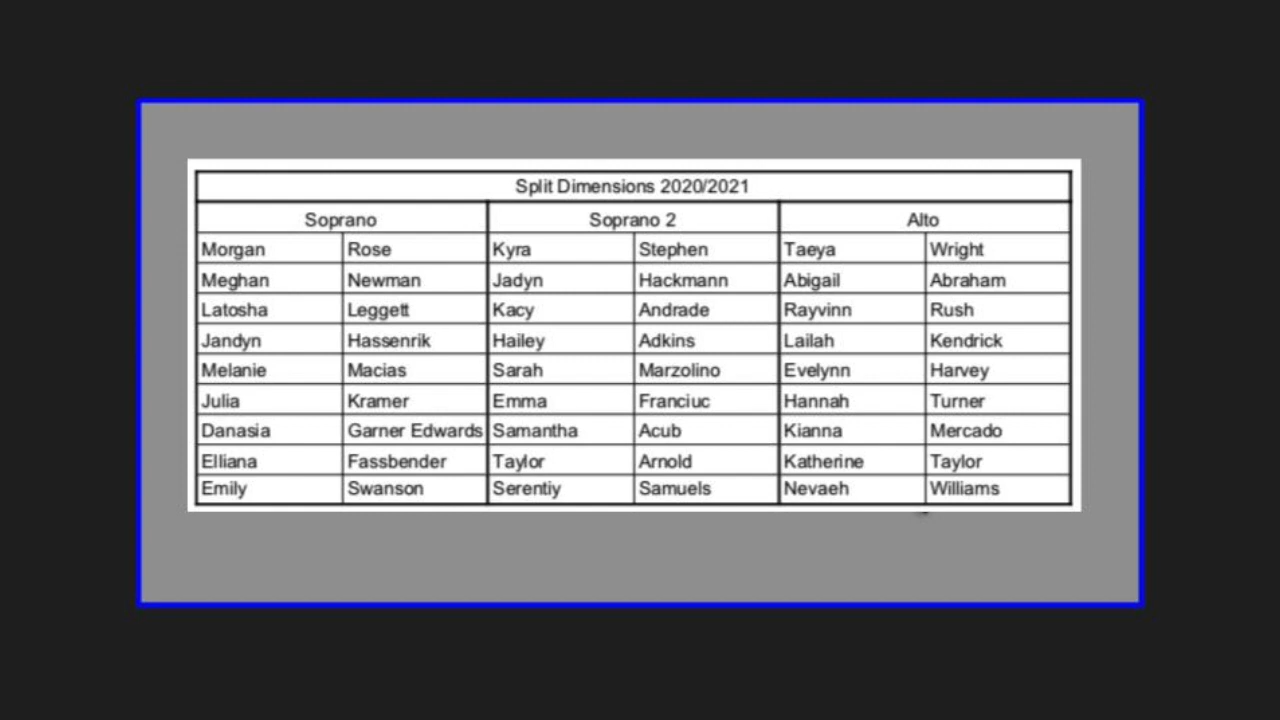 Split Dimensions 2020/2021
Soprano Soprano 2 Alto
Morgan Rose Kyra Stephen Taeya Wright
Meghan Newman Jadyn Hackmann Abigail Abraham
Latosha Leggett Kacy Andrade Rayvinn Rush
Jandyn Hassenrik Hailey Adkins Lailah Kendrick
Melanie Macias Sarah Marzolino Evelynn Harvey
Julia Kramer Emma Franciuc Hannah Turner
Danasia Garner Edwards Samantha Acub Kianna Mercado
Elliana Fassbender Taylor Arnold Katherine Taylor
Emily Swanson Serentiy Samuels Nevaeh Williams